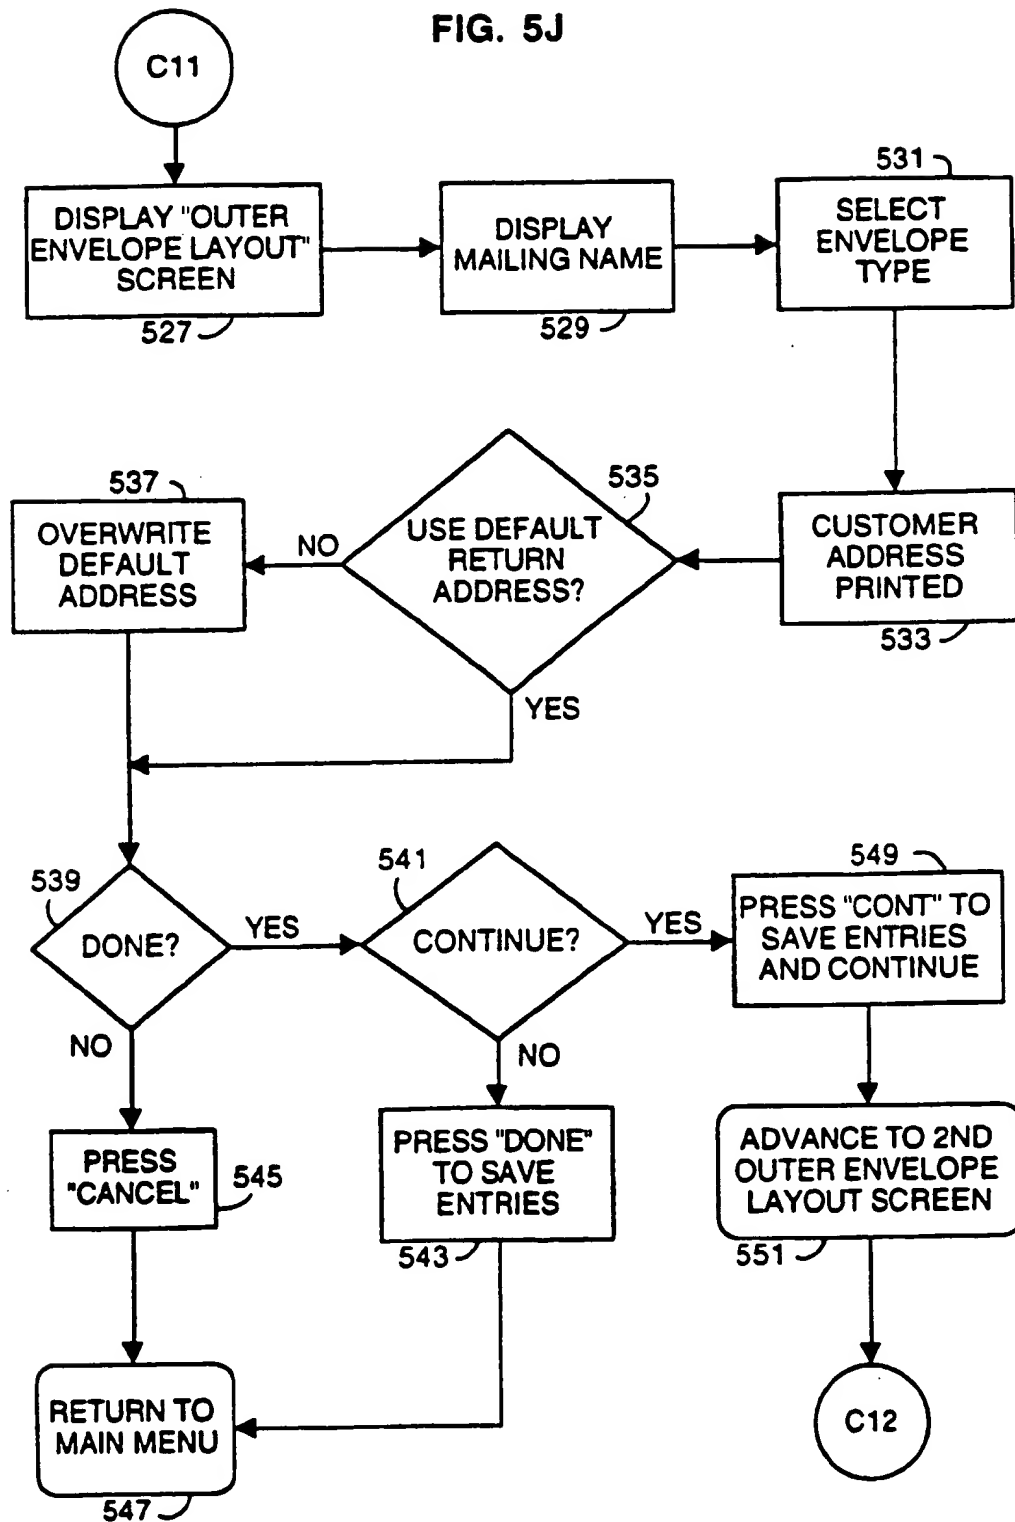 FIG. 5J
C11
DISPLAY "OUTER
ENVELOPE LAYOUT"
SCREEN
527
DISPLAY
MAILING NAME
529
531
SELECT
ENVELOPE
TYPE
CUSTOMER
ADDRESS
PRINTED
533
535
USE DEFAULT
RETURN
ADDRESS?
NO
YES
537
OVERWRITE
DEFAULT
ADDRESS
539
DONE?
YES
NO
541
CONTINUE?
YES
NO
549
PRESS "CONT" TO
SAVE ENTRIES
AND CONTINUE
PRESS
"CANCEL"
545
PRESS "DONE"
TO SAVE
ENTRIES
543
ADVANCE TO 2ND
OUTER ENVELOPE
LAYOUT SCREEN
551
RETURN TO
MAIN MENU
547
C12